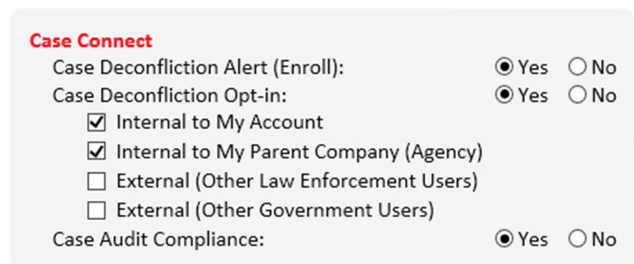 Case Connect
Case Deconfliction Alert (Enroll): Yes No
Case Deconfliction Opt-in: Yes No
Internal to My Account
Internal to My Parent Company (Agency)
External (Other Law Enforcement Users)
External (Other Government Users)
Case Audit Compliance: Yes No